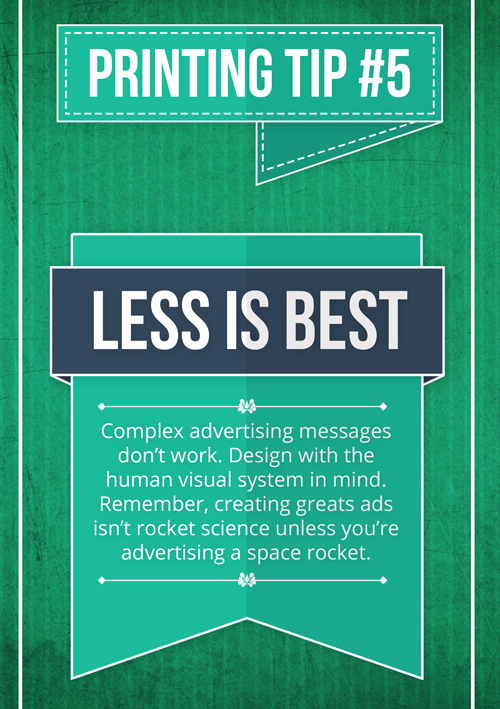 PRINTING TIP #5
LESS IS BEST
Complex advertising messages
don't work. Design with the
human visual system in mind.
Remember, creating greats ads
isn't rocket science unless you're
advertising a space rocket.